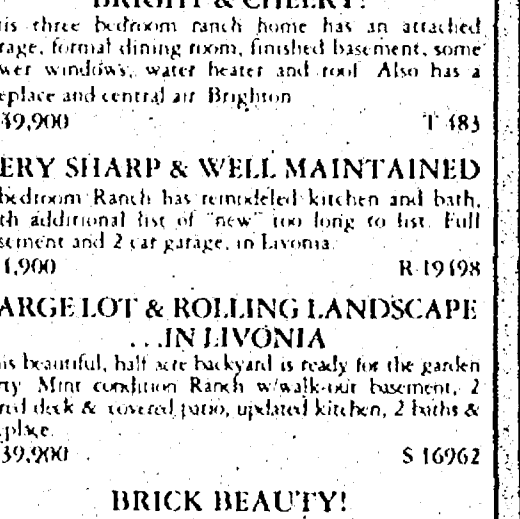 BRIGHT & CHEERY!
is three bedroom ranch home has an attached
rage, formal dining room, finished basement, some
wer windows, water heater and roof. Also has a
eplace and central air. Brighton
49,900 T 483
ERY SHARP & WELL MAINTAINED
bedroom Ranch has remodeled kitchen and bath,
th additional list of "new" too long to list. Full
sement and 2 car garage, in Livonia.
1,900 R-19498
ARGE LOT & ROLLING LANDSCAPE
...IN LIVONIA
is beautiful, half acre backyard is ready for the garden
rty. Mint condition Ranch w/walk-out basement, 2
red deck & covered patio, updated kitchen, 2 baths &
place.
39,900 S 16962
BRICK BEAUTY!